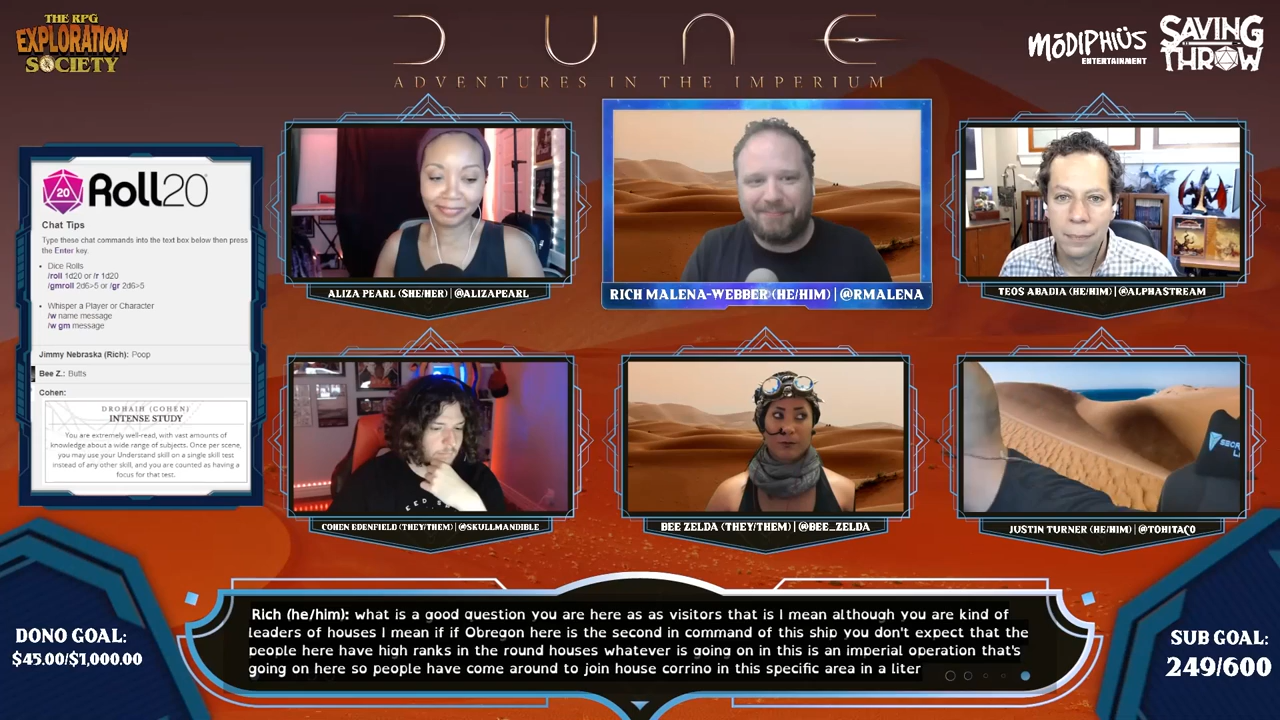 THE RPG
EXPLORATION
SOCIETY
DUNE
ADVENTURES IN THE IMPERIUM
MŌDIPHIÜS
ENTERTAINMENT
SAVING
THROW
20
Roll20
Chat Tips
Type these chat commands into the text box below then press
the Enter key.
• Dice Rolls
/roll 1d20 or /r 1d20
/gmroll 2d6>5 or /gr 2d6>5
• Whisper a Player or Character
/w name message
/w gm message
Jimmy Nebraska (Rich): Poop
Bee Z.: Butts
Cohen:
DROHAIH (COHEN)
INTENSE STUDY
You are extremely well-read, with vast amounts of
knowledge about a wide range of subjects. Once per scene,
you may use your Understand skill on a single skill test
instead of any other skill, and you are counted as having a
focus for that test.
ALIZA PEARL (SHE/HER) | @ALIZAPEARL
RICH MALENA-WEBBER (HE/HIM) | @RMALENA
TEOS ABADIA (HE/HIM) | @ALPHASTREAM
COHEN EDENFIELD (THEY/THEM) | @SKULLMANDIBLE
BEE ZELDA (THEY/THEM) | @BEE_ZELDA
SECRE
JUSTIN TURNER (HE/HIM) | @TOHITACO
Rich (he/him): what is a good question you are here as as visitors that is I mean although you are kind of
leaders of houses I mean if if Obregon here is the second in command of this ship you don't expect that the
people here have high ranks in the round houses whatever is going on in this is an imperial operation that's
going on here so people have come around to join house corrino in this specific area in a liter
DONO GOAL:
$45.00/$1,000.00
SUB GOAL:
249/600